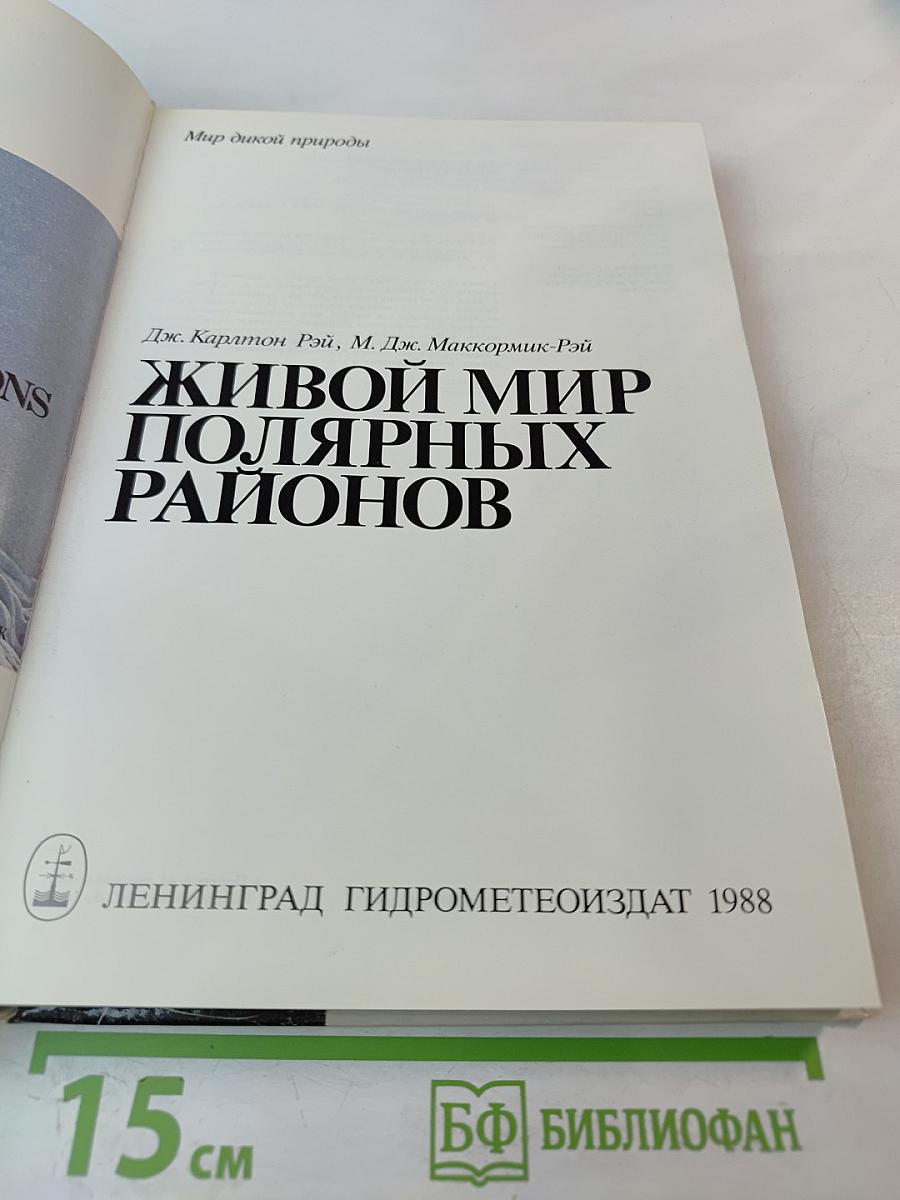 Мир дикой природы
Дж. Карлтон Рэй, М. Дж. Маккормик-Рэй
ЖИВОЙ МИР
ПОЛЯРНЫХ
РАЙОНОВ
ONS
К
ЛЕНИНГРАД ГИДРОМЕТЕОИЗДАТ 1988
15 см
БФ БИБЛИОФАН